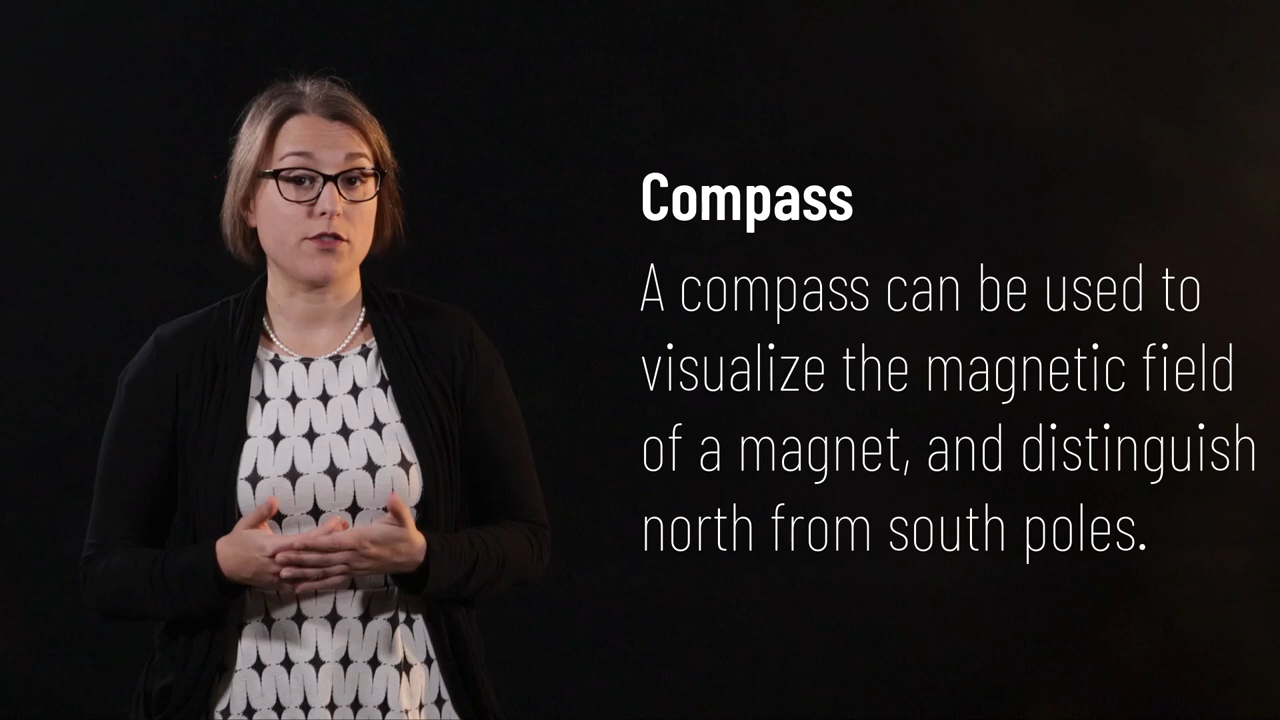 Compass
A compass can be used to
visualize the magnetic field
of a magnet, and distinguish
north from south poles.